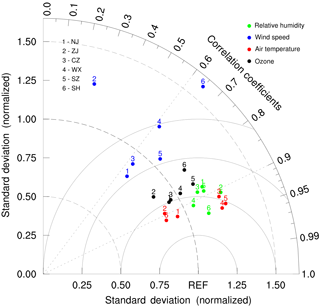 Relative humidity
Wind speed
Air temperature
Ozone
1 - NJ
2 - ZJ
3 - CZ
4 - WX
5 - SZ
6 - SH
Correlation coefficients
0.0
0.1
0.2
0.3
0.4
0.5
0.6
0.7
0.8
0.9
0.95
0.99
1.0
Standard deviation (normalized)
1.50
1.25
1.00
0.75
0.50
0.25
0.00
0.25
0.50
0.75
REF
1.25
1.50
Standard deviation (normalized)